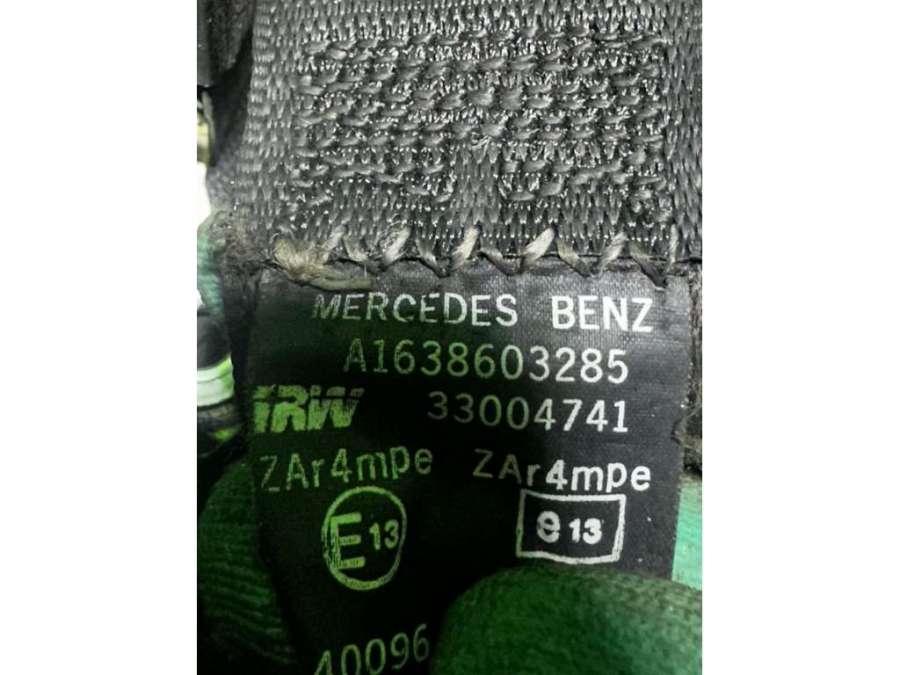 MERCEDES BENZ
A1638603285
TRW 33004741
ZAr4mpe ZAr4mpe
E13 e13
40096